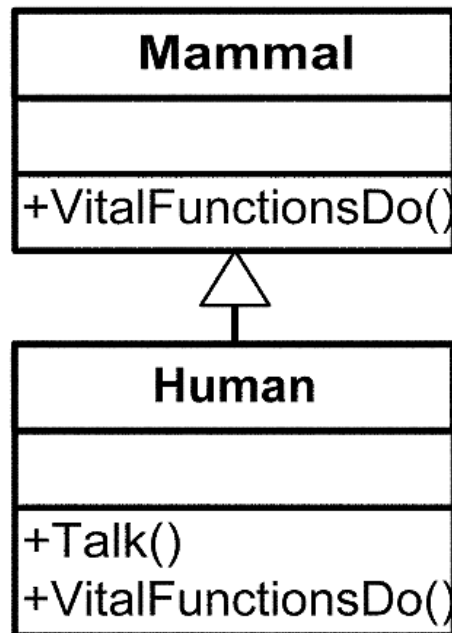 Mammal
+VitalFunctionsDo()
Human
+Talk()
+VitalFunctionsDo()